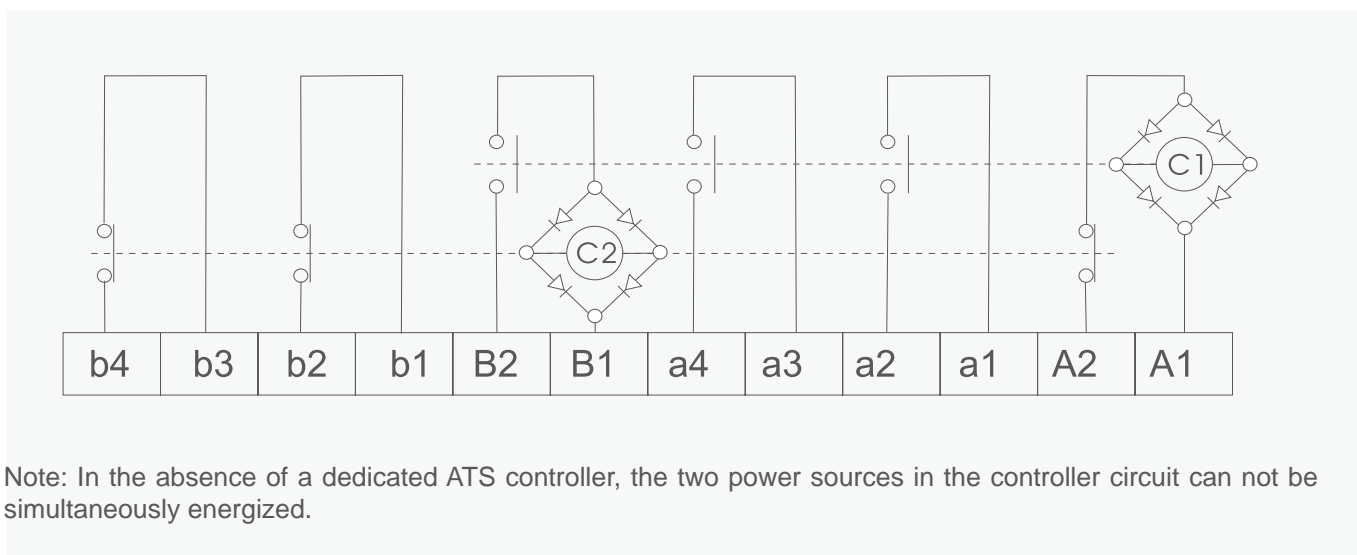 C1
C2
b4 b3 b2 b1 B2 B1 a4 a3 a2 a1 A2 A1
Note: In the absence of a dedicated ATS controller, the two power sources in the controller circuit can not be
simultaneously energized.